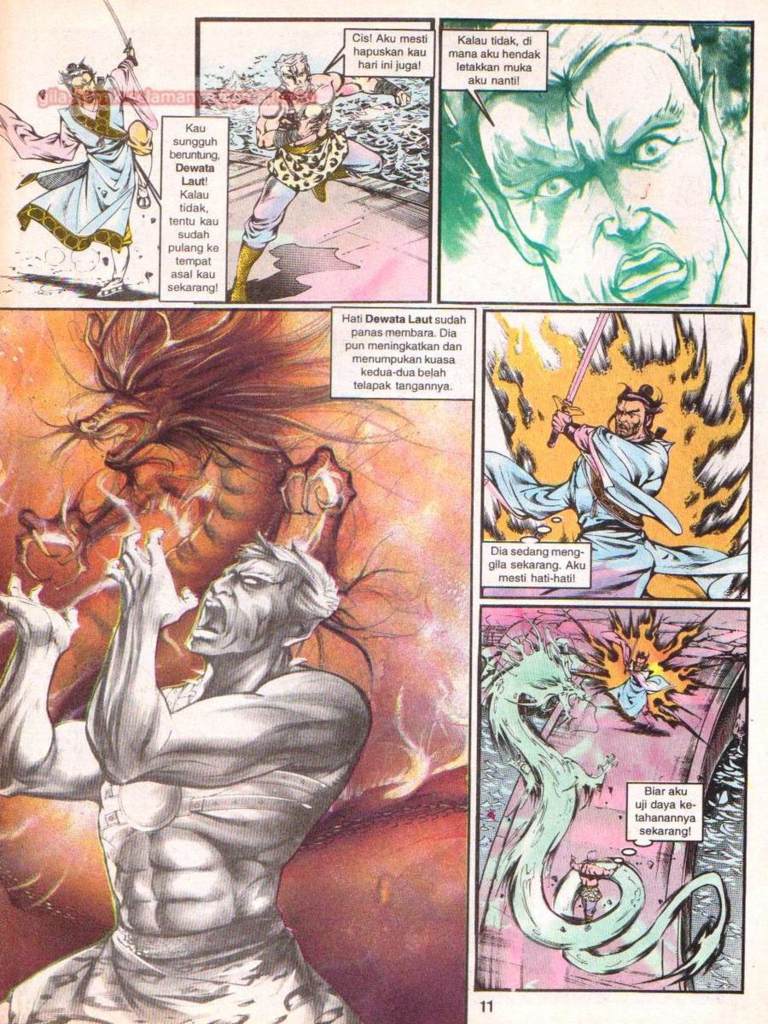 Kau
sungguh
beruntung,
Dewata
Laut!
Kalau
tidak,
tentu kau
sudah
pulang ke
tempat
asal kau
sekarang!
Cis! Aku mesti
hapuskan kau
hari ini juga!
Kalau tidak, di
mana aku hendak
letakkan muka
aku nanti!
Hati Dewata Laut sudah
panas membara. Dia
pun meningkatkan dan
menumpukan kuasa
kedua-dua belah
telapak tangannya.
Dia sedang meng-
gila sekarang. Aku
mesti hati-hati!
Biar aku
uji daya ke-
tahanannya
sekarang!
11